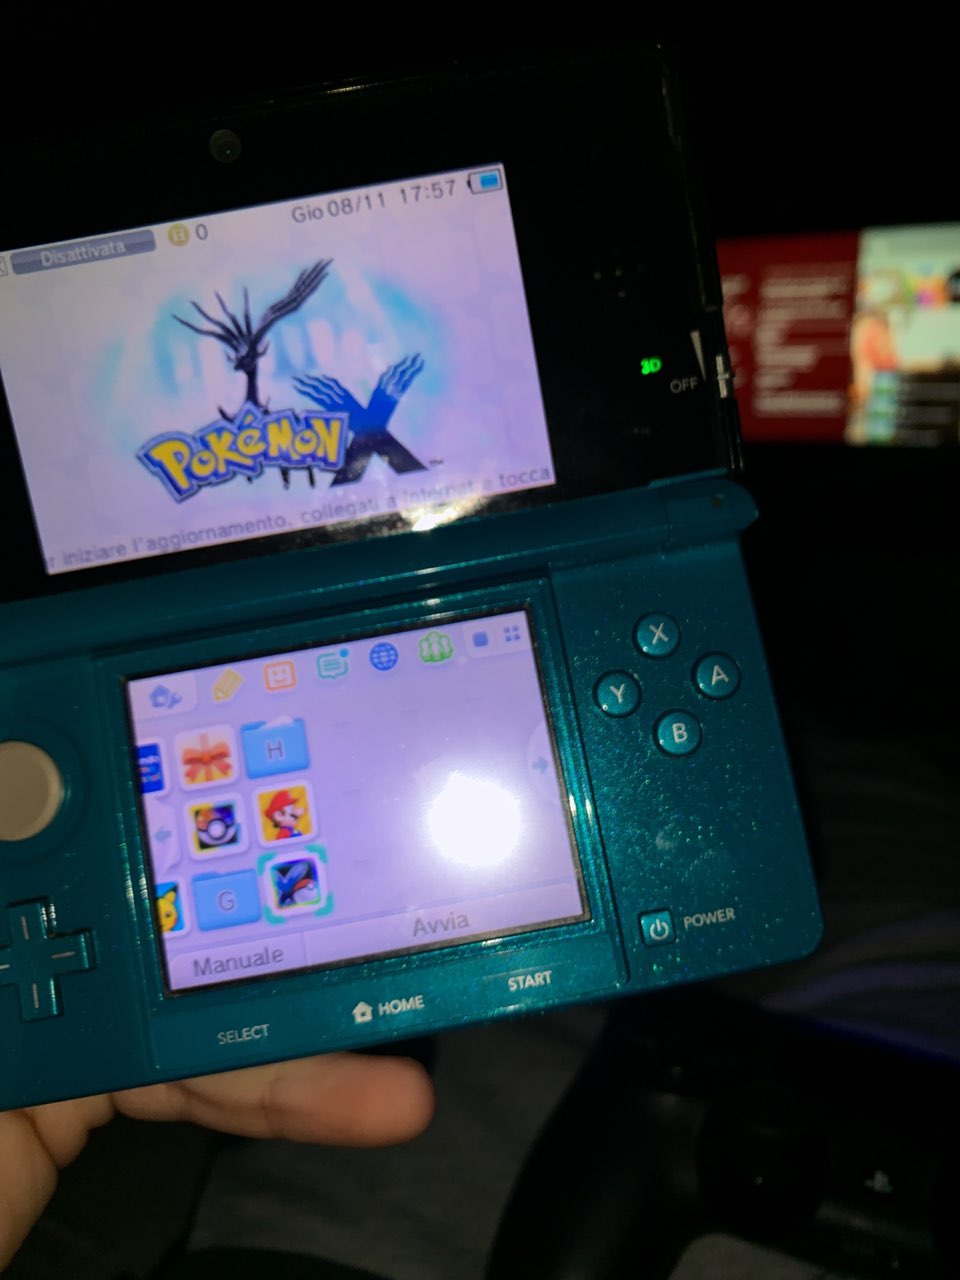 Disattivata
0
Gio 08/11 17:57
POKéMON X
™
r iniziare l'aggiornamento, collegati a Internet e tocca
3D
OFF
H
G
Manuale
Avvia
X
Y
A
B
POWER
SELECT
HOME
START